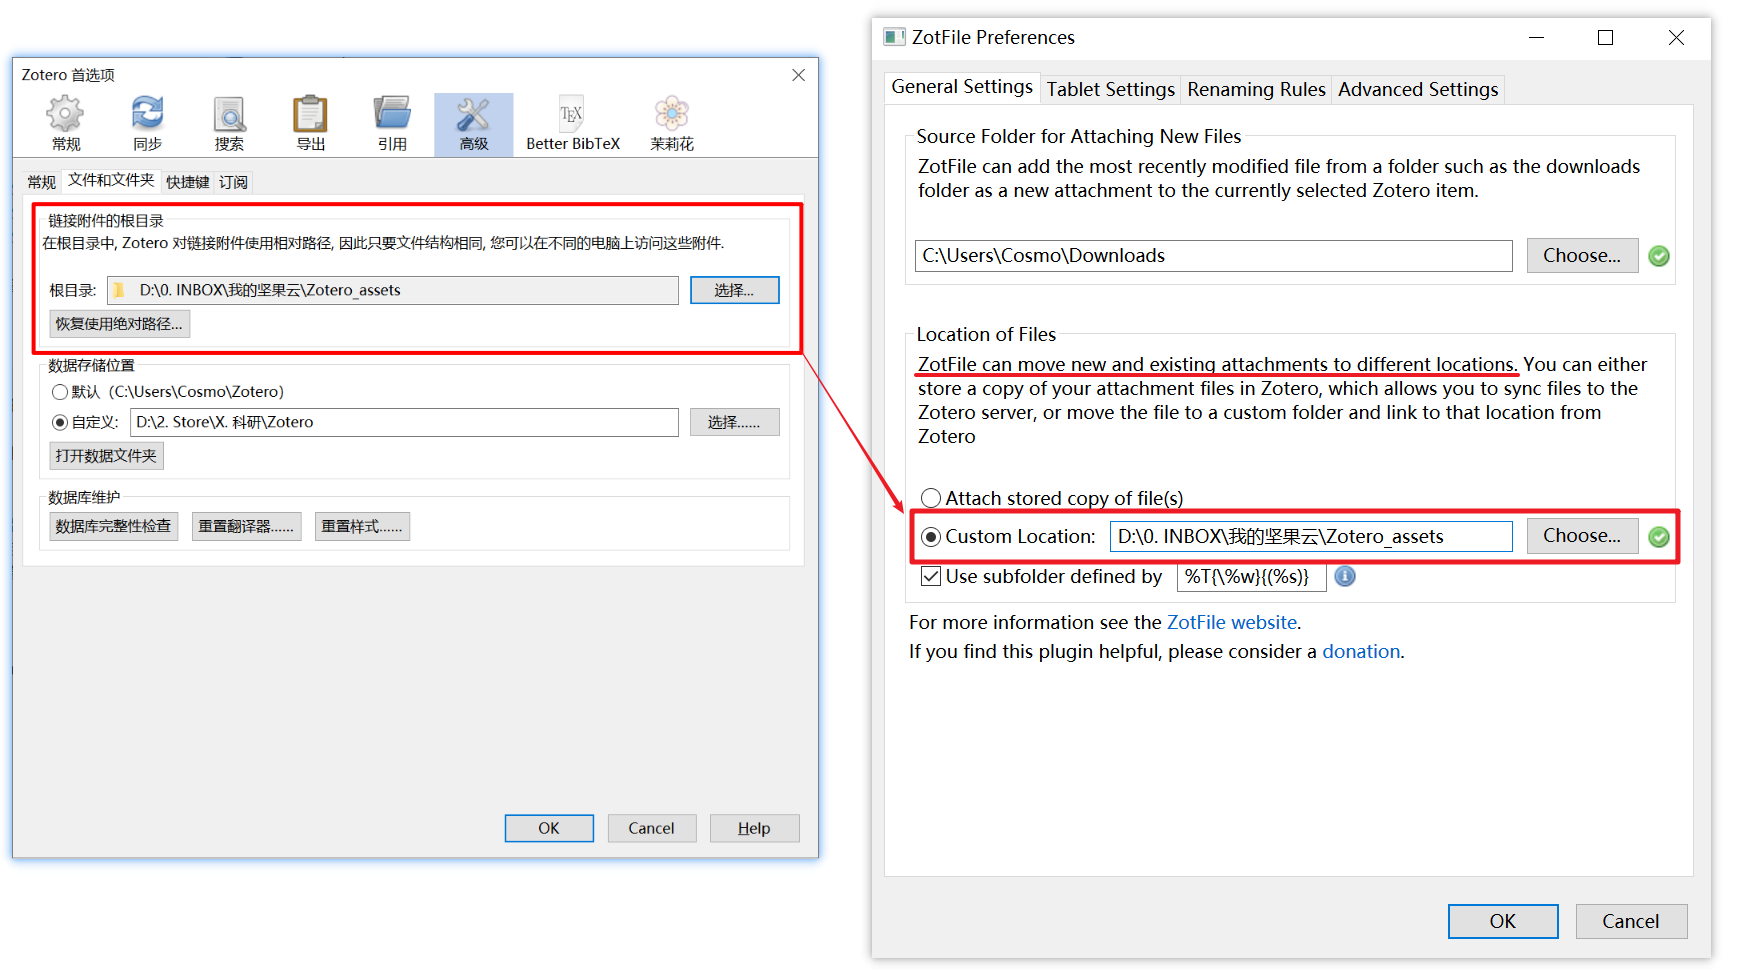 Zotero 首选项
常规
同步
搜索
导出
引用
高级
Better BibTeX
茉莉花
常规
文件和文件夹
快捷键
订阅
链接附件的根目录
在根目录中, Zotero 对链接附件使用相对路径, 因此只要文件结构相同, 您可以在不同的电脑上访问这些附件.
根目录:
D:\0. INBOX\我的坚果云\Zotero_assets
选择...
恢复使用绝对路径...
数据存储位置
默认（C:\Users\Cosmo\Zotero）
自定义:
D:\2. Store\X. 科研\Zotero
选择......
打开数据文件夹
数据库维护
数据库完整性检查
重置翻译器......
重置样式......
OK
Cancel
Help
ZotFile Preferences
General Settings
Tablet Settings
Renaming Rules
Advanced Settings
Source Folder for Attaching New Files
ZotFile can add the most recently modified file from a folder such as the downloads
folder as a new attachment to the currently selected Zotero item.
C:\Users\Cosmo\Downloads
Choose...
Location of Files
ZotFile can move new and existing attachments to different locations. You can either
store a copy of your attachment files in Zotero, which allows you to sync files to the
Zotero server, or move the file to a custom folder and link to that location from
Zotero
Attach stored copy of file(s)
Custom Location:
D:\0. INBOX\我的坚果云\Zotero_assets
Choose...
Use subfolder defined by
%T{\%w}{(%s)}
For more information see the ZotFile website.
If you find this plugin helpful, please consider a donation.
OK
Cancel
TEX